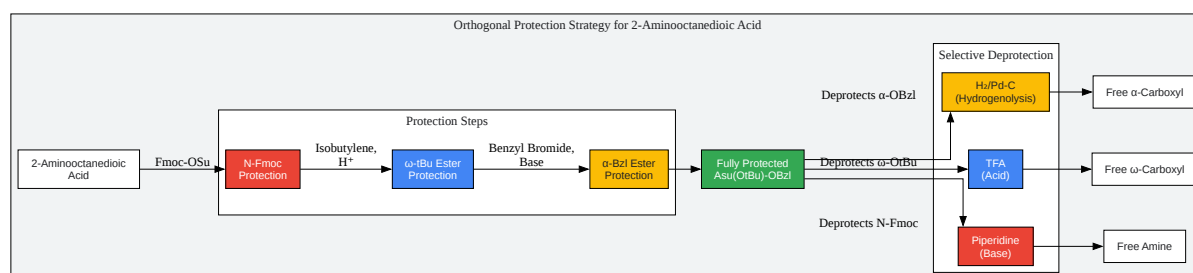 Orthogonal Protection Strategy for 2-Aminooctanedioic Acid
Selective Deprotection
H₂/Pd-C
(Hydrogenolysis)
Free α-Carboxyl
Deprotects α-OBzl
Protection Steps
2-Aminooctanedioic
Acid
Fmoc-OSu
N-Fmoc
Protection
Isobutylene,
H⁺
ω-tBu Ester
Protection
Benzyl Bromide,
Base
α-Bzl Ester
Protection
Fully Protected
Asu(OtBu)-OBzl
Deprotects ω-OtBu
TFA
(Acid)
Free ω-Carboxyl
Deprotects N-Fmoc
Piperidine
(Base)
Free Amine